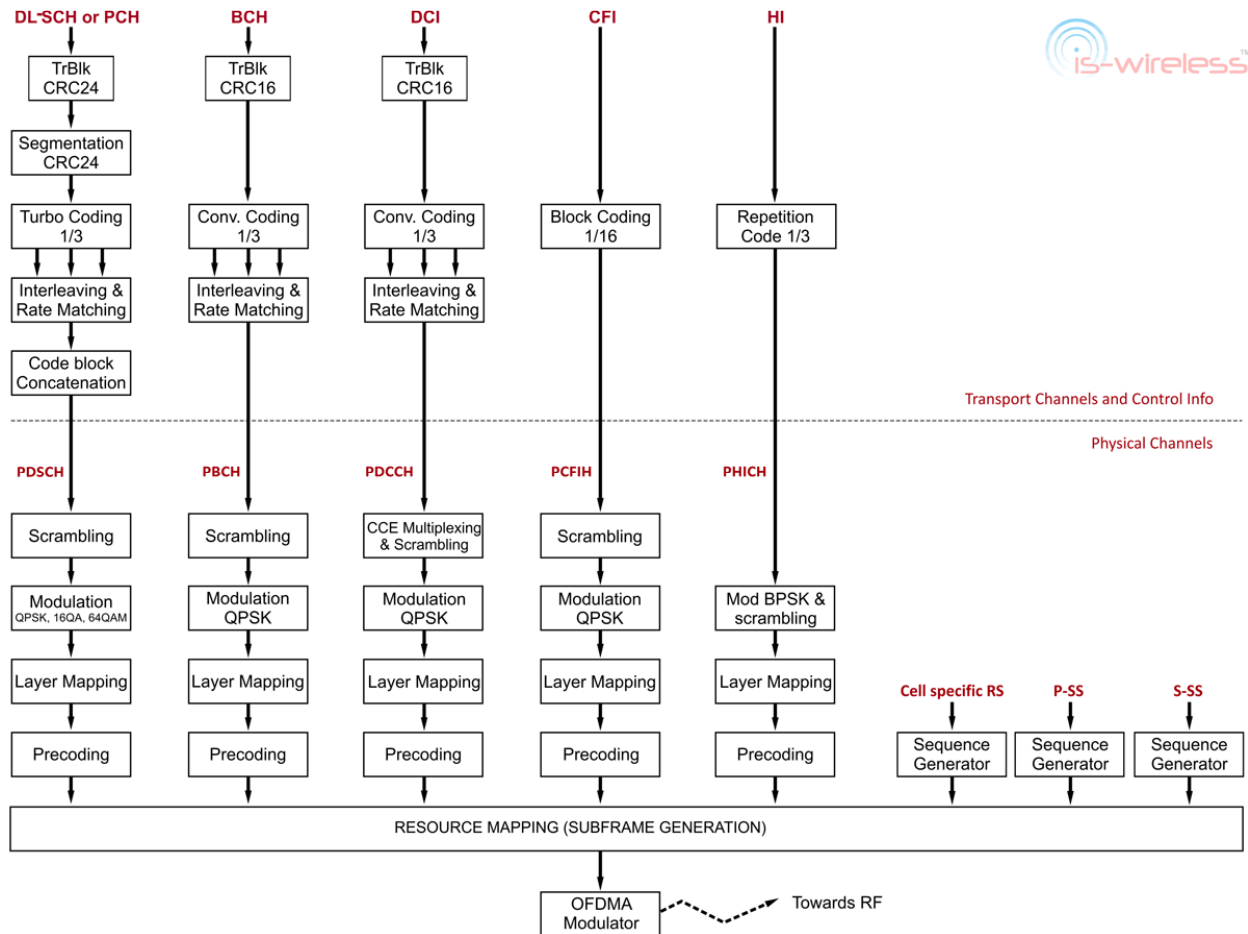 DL-SCH or PCH
BCH
DCI
CFI
HI
is-wireless™
TrBlk
CRC24
TrBlk
CRC16
TrBlk
CRC16
Segmentation
CRC24
Turbo Coding
1/3
Conv. Coding
1/3
Conv. Coding
1/3
Block Coding
1/16
Repetition
Code 1/3
Interleaving &
Rate Matching
Interleaving &
Rate Matching
Interleaving &
Rate Matching
Code block
Concatenation
Transport Channels and Control Info
Physical Channels
PDSCH
PBCH
PDCCH
PCFIH
PHICH
Scrambling
Scrambling
CCE Multiplexing
& Scrambling
Scrambling
Modulation
QPSK, 16QA, 64QAM
Modulation
QPSK
Modulation
QPSK
Modulation
QPSK
Mod BPSK &
scrambling
Layer Mapping
Layer Mapping
Layer Mapping
Layer Mapping
Layer Mapping
Cell specific RS
P-SS
S-SS
Precoding
Precoding
Precoding
Precoding
Precoding
Sequence
Generator
Sequence
Generator
Sequence
Generator
RESOURCE MAPPING (SUBFRAME GENERATION)
OFDMA
Modulator
Towards RF